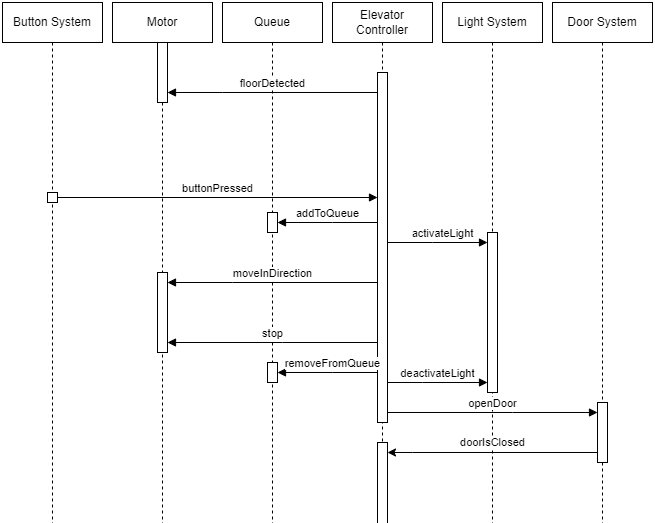 Button System
Motor
Queue
Elevator
Controller
Light System
Door System
floorDetected
buttonPressed
addToQueue
activateLight
moveInDirection
stop
removeFromQueue
deactivateLight
openDoor
doorIsClosed